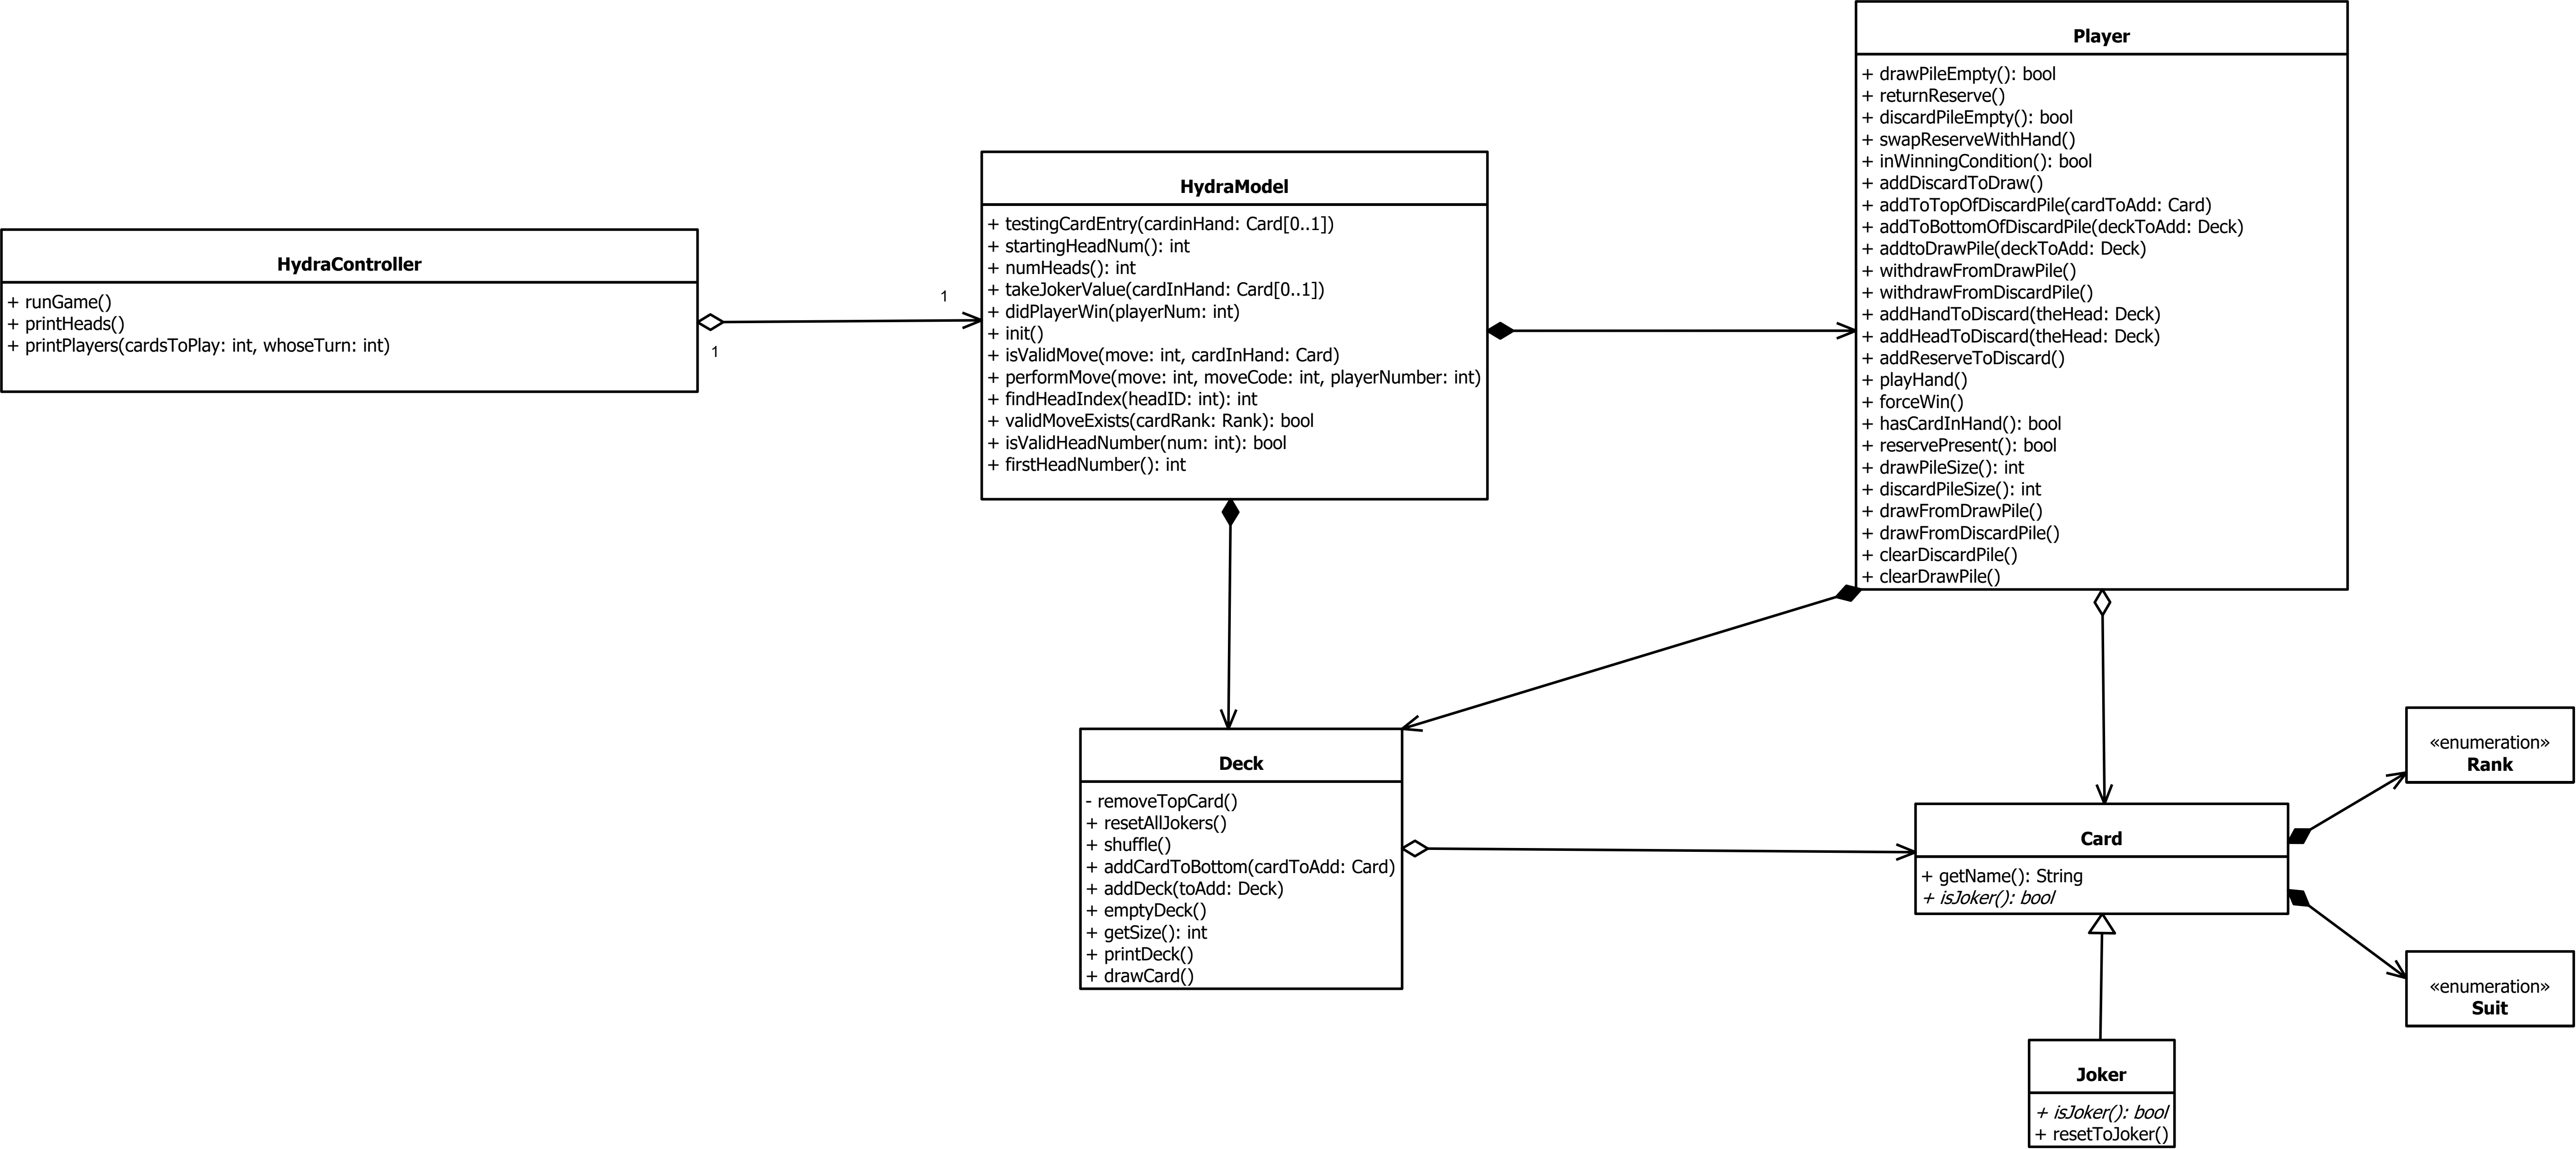 Player
+ drawPileEmpty(): bool
+ returnReserve()
+ discardPileEmpty(): bool
+ swapReserveWithHand()
+ inWinningCondition(): bool
+ addDiscardToDraw()
+ addToTopOfDiscardPile(cardToAdd: Card)
+ addToBottomOfDiscardPile(deckToAdd: Deck)
+ addtoDrawPile(deckToAdd: Deck)
+ withdrawFromDrawPile()
+ withdrawFromDiscardPile()
+ addHandToDiscard(theHead: Deck)
+ addHeadToDiscard(theHead: Deck)
+ addReserveToDiscard()
+ playHand()
+ forceWin()
+ hasCardInHand(): bool
+ reservePresent(): bool
+ drawPileSize(): int
+ discardPileSize(): int
+ drawFromDrawPile()
+ drawFromDiscardPile()
+ clearDiscardPile()
+ clearDrawPile()
HydraModel
+ testingCardEntry(cardinHand: Card[0..1])
+ startingHeadNum(): int
+ numHeads(): int
+ takeJokerValue(cardInHand: Card[0..1])
+ didPlayerWin(playerNum: int)
+ init()
+ isValidMove(move: int, cardInHand: Card)
+ performMove(move: int, moveCode: int, playerNumber: int)
+ findHeadIndex(headID: int): int
+ validMoveExists(cardRank: Rank): bool
+ isValidHeadNumber(num: int): bool
+ firstHeadNumber(): int
HydraController
+ runGame()
+ printHeads()
+ printPlayers(cardsToPlay: int, whoseTurn: int)
1
1
Deck
- removeTopCard()
+ resetAllJokers()
+ shuffle()
+ addCardToBottom(cardToAdd: Card)
+ addDeck(toAdd: Deck)
+ emptyDeck()
+ getSize(): int
+ printDeck()
+ drawCard()
Card
+ getName(): String
+ isJoker(): bool
«enumeration»
Rank
«enumeration»
Suit
Joker
+ isJoker(): bool
+ resetToJoker()